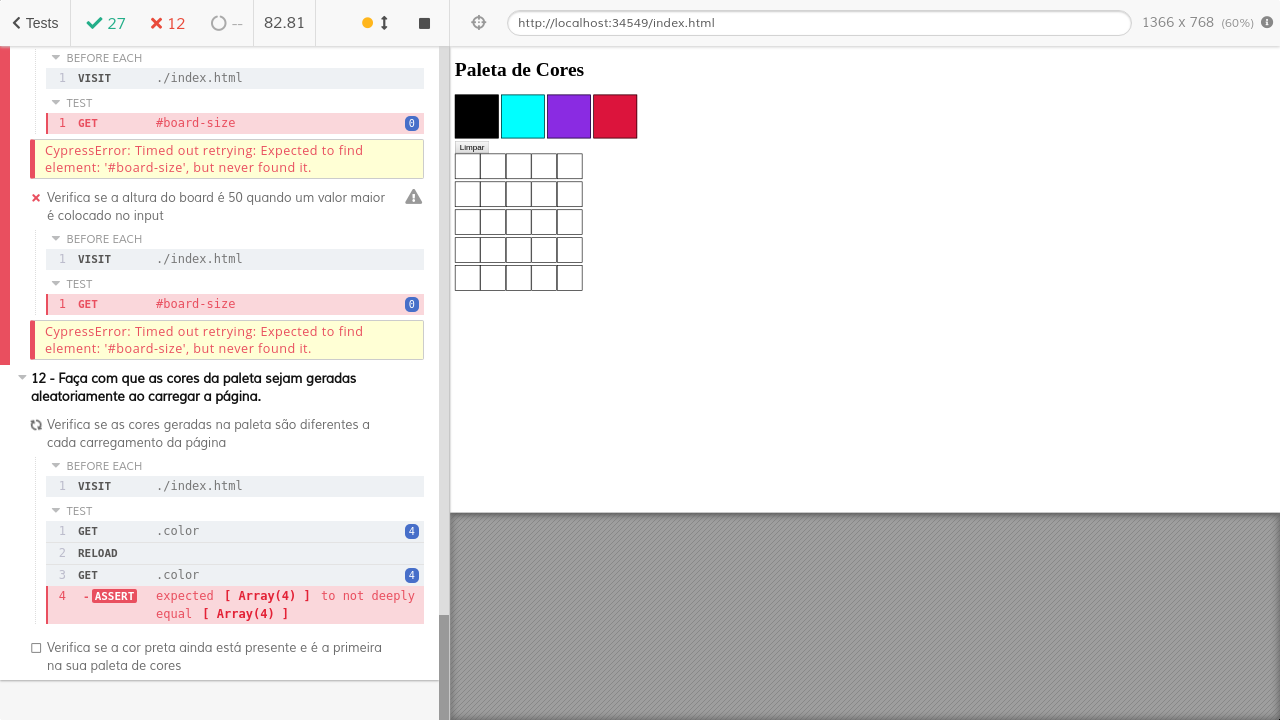 Tests
27
12
--
82.81
http://localhost:34549/index.html
1366 x 768 (60%)
BEFORE EACH
1 VISIT ./index.html
TEST
1 GET #board-size 0
CypressError: Timed out retrying: Expected to find
element: '#board-size', but never found it.
Verifica se a altura do board é 50 quando um valor maior
é colocado no input
BEFORE EACH
1 VISIT ./index.html
TEST
1 GET #board-size 0
CypressError: Timed out retrying: Expected to find
element: '#board-size', but never found it.
12 - Faça com que as cores da paleta sejam geradas
aleatoriamente ao carregar a página.
Verifica se as cores geradas na paleta são diferentes a
cada carregamento da página
BEFORE EACH
1 VISIT ./index.html
TEST
1 GET .color 4
2 RELOAD
3 GET .color 4
4 -ASSERT expected [ Array(4) ] to not deeply
equal [ Array(4) ]
Verifica se a cor preta ainda está presente e é a primeira
na sua paleta de cores
Paleta de Cores
Limpar